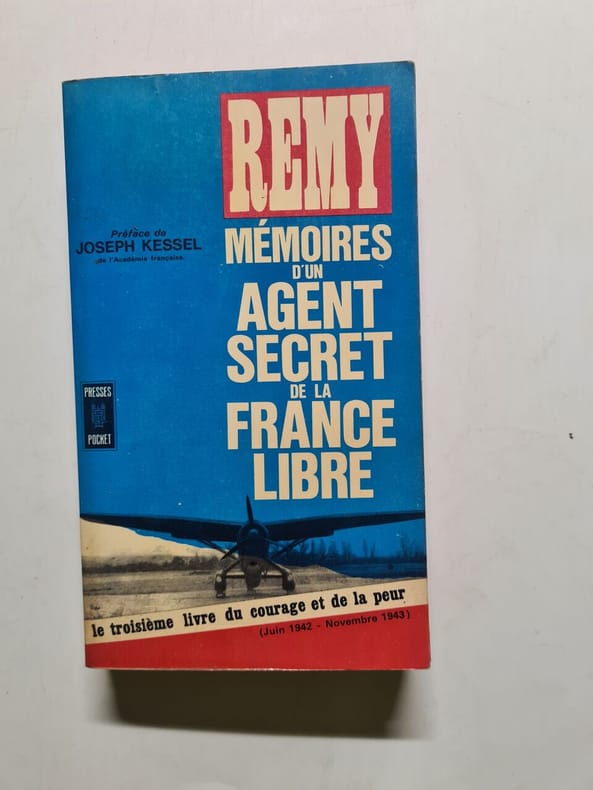 REMY
Préface de
JOSEPH KESSEL
de l'Académie française.
MÉMOIRES
D'UN
AGENT
SECRET
DE LA
FRANCE
LIBRE
PRESSES
POCKET
le troisième livre du courage et de la peur
(Juin 1942 - Novembre 1943)